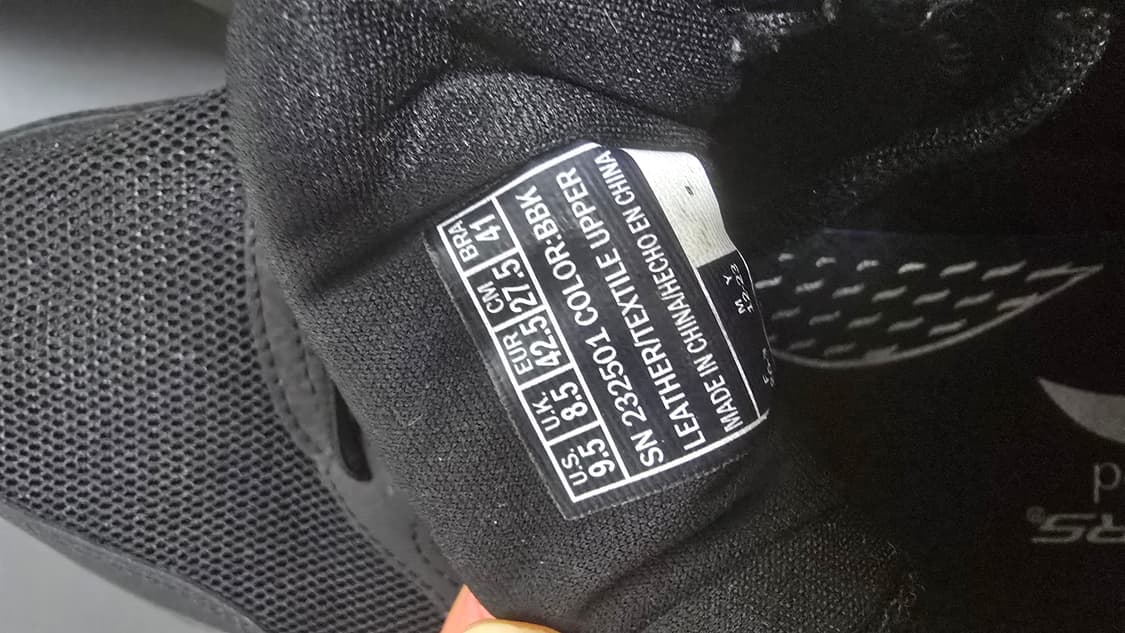 U.S. U.K. EUR CM BRA
9.5 8.5 42.5 27.5 41
SN 232501 COLOR:BBK
LEATHER/TEXTILE UPPER
MADE IN CHINA/HECHO EN CHINA
M Y
RS®
d